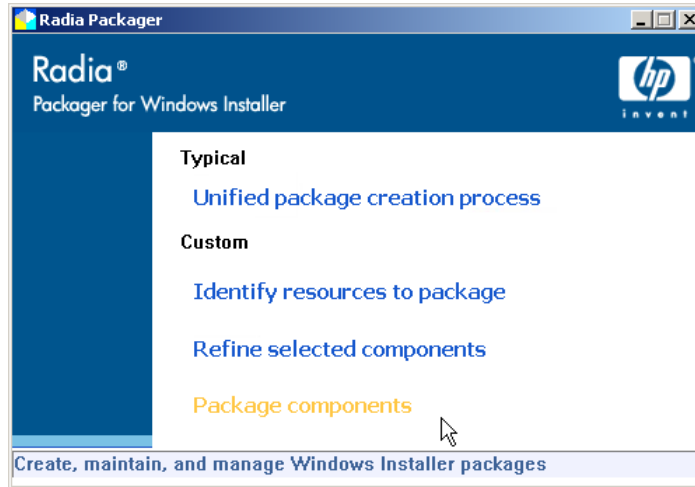 Radia Packager
Radia®
Packager for Windows Installer
hp
invent
Typical
Unified package creation process
Custom
Identify resources to package
Refine selected components
Package components
Create, maintain, and manage Windows Installer packages